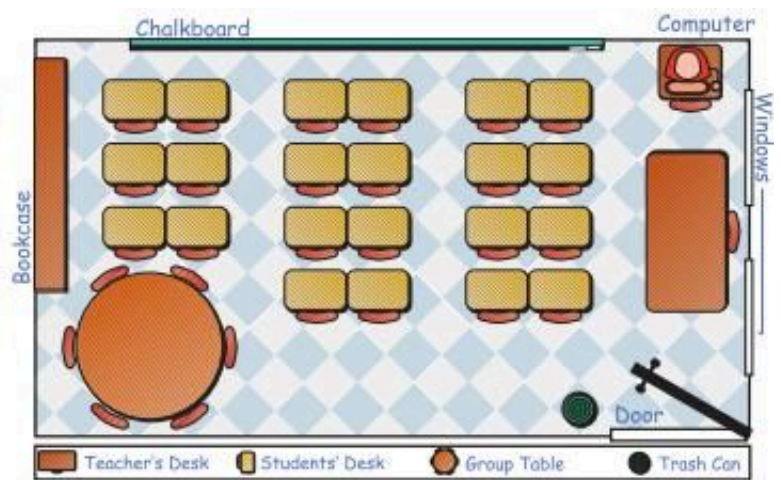 Chalkboard
Computer
Windows
Bookcase
Door
Teacher's Desk
Students' Desk
Group Table
Trash Can